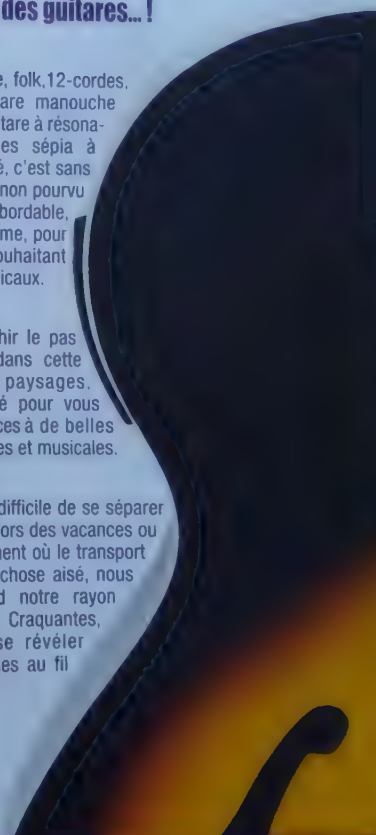 des guitares... !
e, folk,12-cordes,
are manouche
tare à résona-
es sépia à
é, c'est sans
non pourvu
bordable,
me, pour
ouhaitant
icaux.
hir le pas
dans cette
paysages.
é pour vous
ces à de belles
es et musicales.
difficile de se séparer
ors des vacances ou
ment où le transport
chose aisé, nous
d notre rayon
Craquantes,
se révéler
es au fil